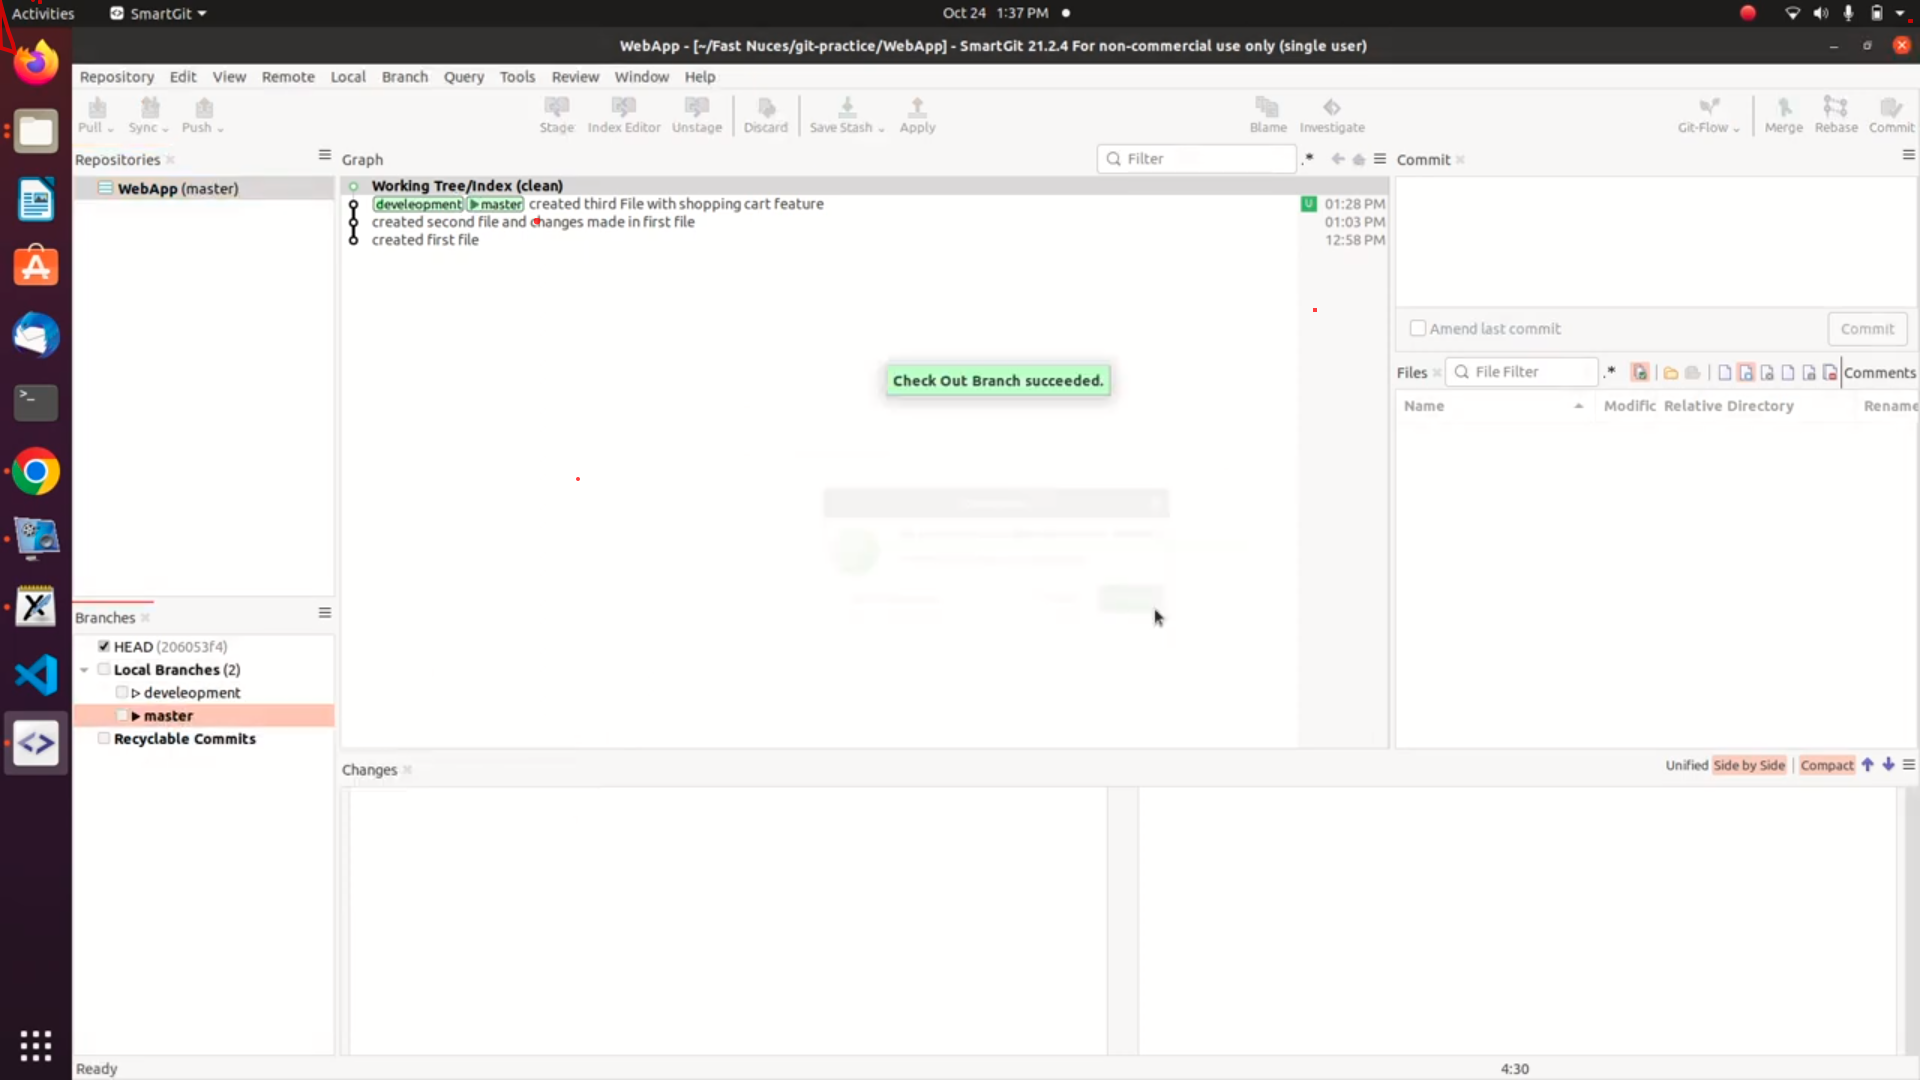 Activities
SmartGit
Oct 24 1:37 PM
WebApp - [~/Fast Nuces/git-practice/WebApp] - SmartGit 21.2.4 For non-commercial use only (single user)
Repository Edit View Remote Local Branch Query Tools Review Window Help
Pull Sync Push Stage Index Editor Unstage Discard Save Stash Apply Blame Investigate Git-Flow Merge Rebase Commit
Repositories
WebApp (master)
Graph
Filter
.*
Working Tree/Index (clean)
develeopment master created third File with shopping cart feature U 01:28 PM
created second file and changes made in first file 01:03 PM
created first file 12:58 PM
Check Out Branch succeeded.
Commit
Amend last commit
Commit
Files
File Filter
.*
Comments
Name Modific Relative Directory Rename
Branches
HEAD (206053f4)
Local Branches (2)
develeopment
master
Recyclable Commits
Changes
Unified Side by Side Compact
Ready
4:30